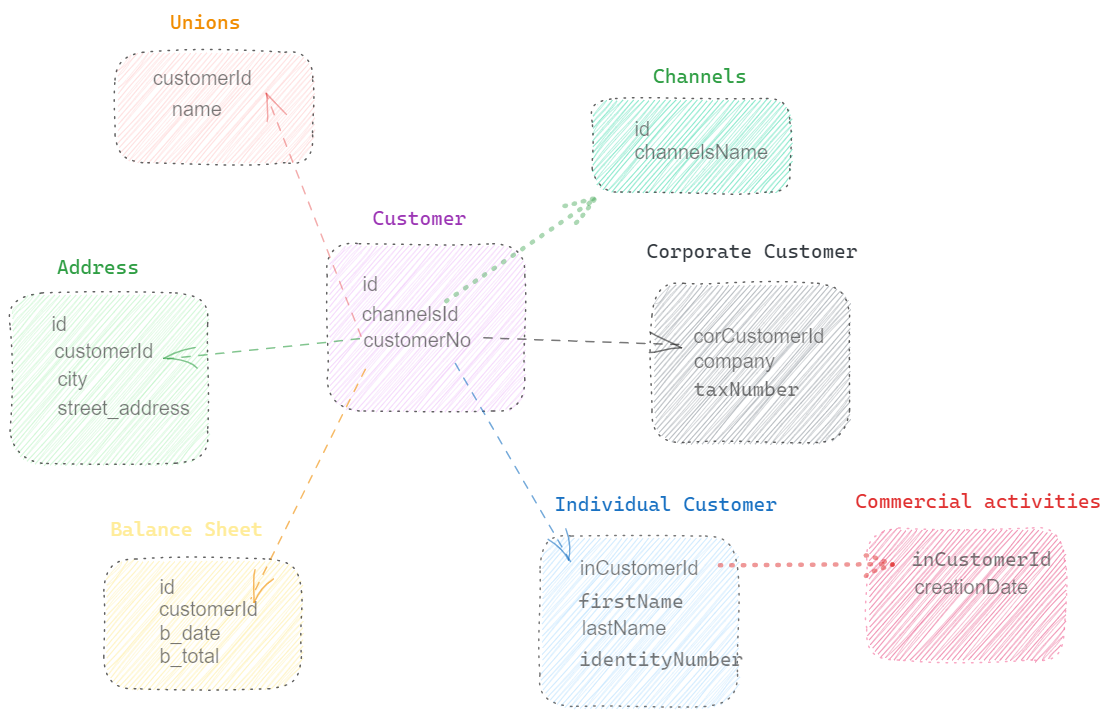 Unions
customerId
name
Channels
id
channelsName
Customer
id
channelsId
customerNo
Corporate Customer
corCustomerId
company
taxNumber
Address
id
customerId
city
street_address
Balance Sheet
id
customerId
b_date
b_total
Individual Customer
inCustomerId
firstName
lastName
identityNumber
Commercial activities
inCustomerId
creationDate